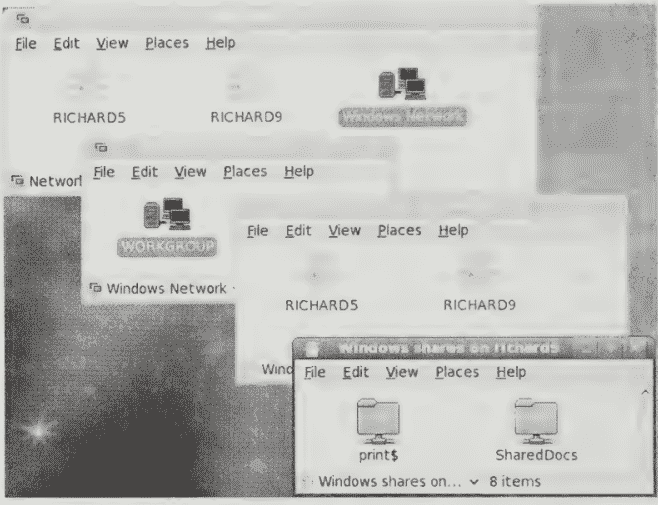 File Edit View Places Help
RICHARD5 RICHARD9 Windows Network
Network
File Edit View Places Help
WORKGROUP
Windows Network
File Edit View Places Help
RICHARD5 RICHARD9
Wind
Windows shares on richard5
File Edit View Places Help
print$ SharedDocs
Windows shares on... 8 items